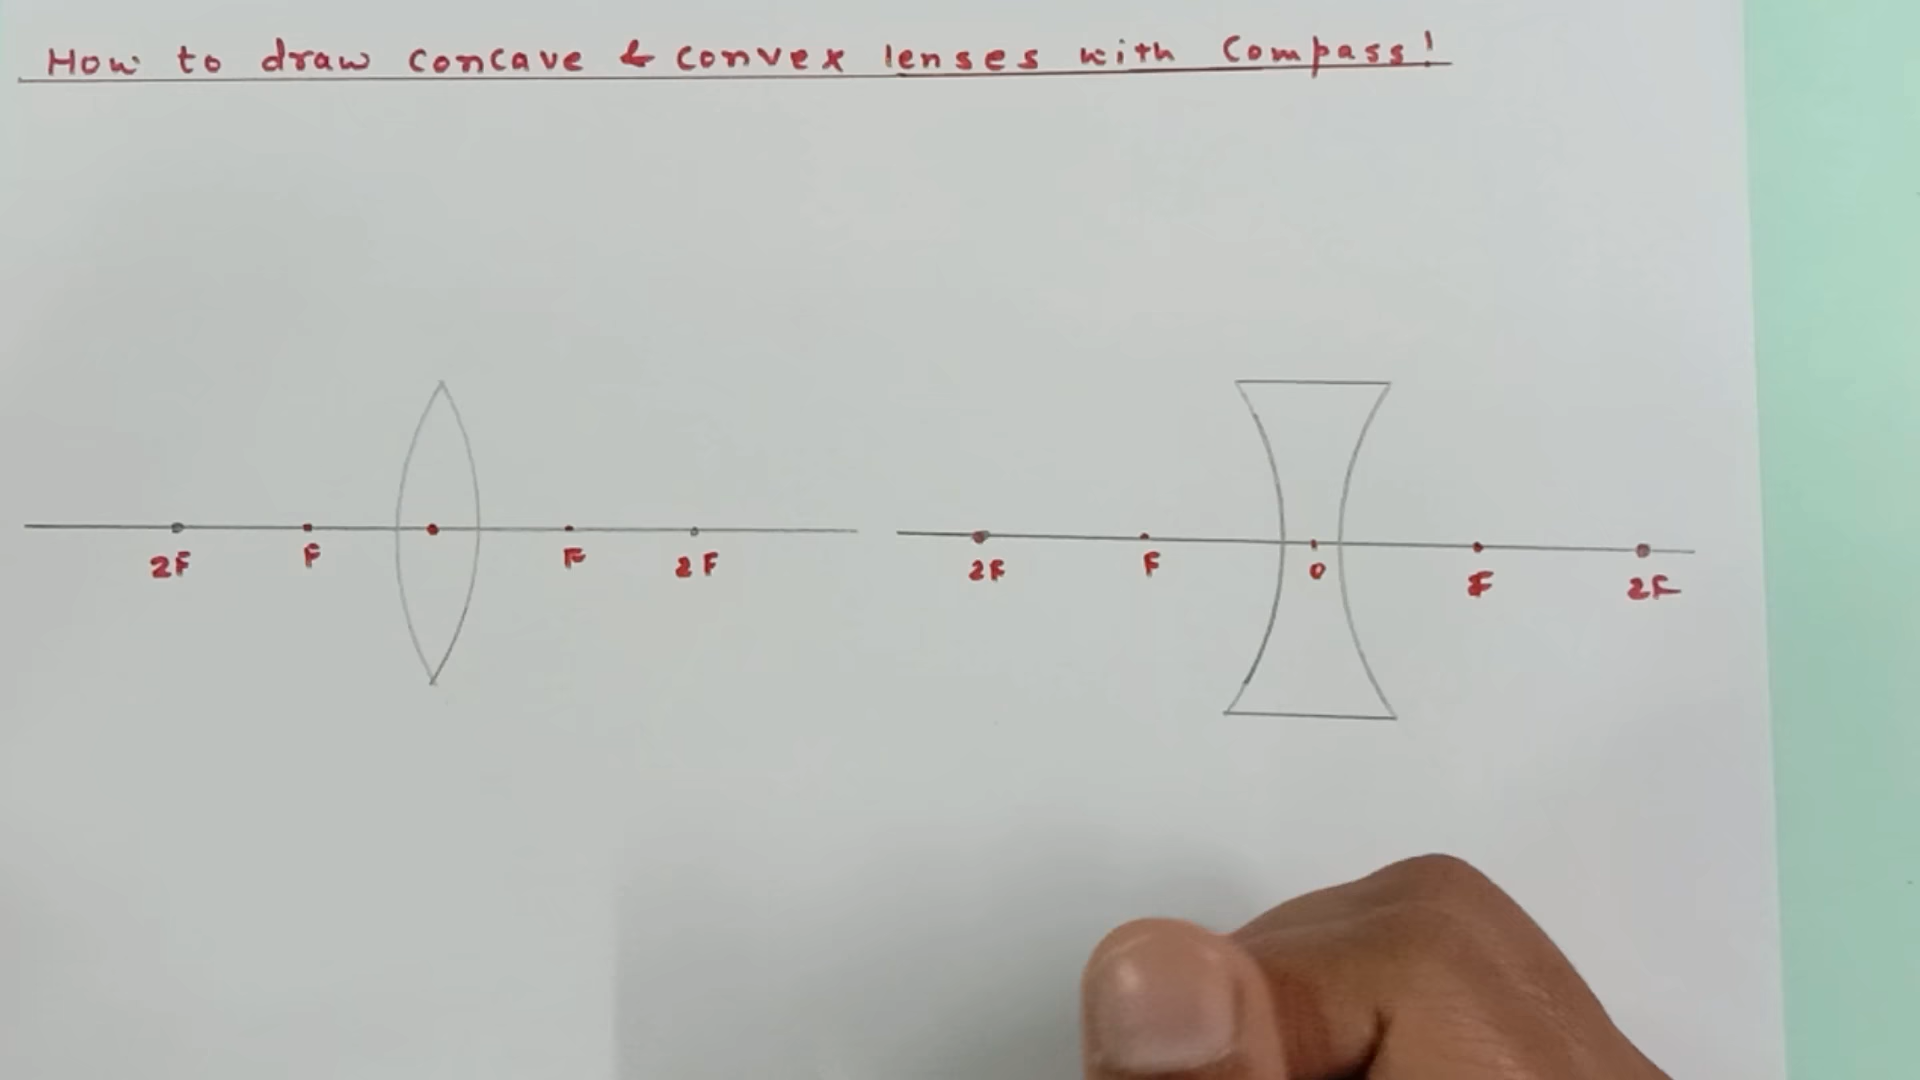 How to draw concave & convex lenses with Compass!
2F F F 2F
2F F O F 2F